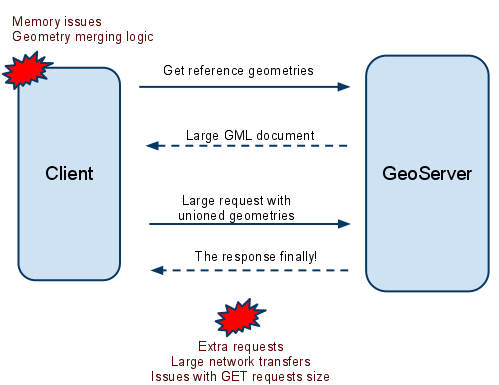 Memory issues
Geometry merging logic
Get reference geometries
Large GML document
Client
GeoServer
Large request with
unioned geometries
The response finally!
Extra requests
Large network transfers
Issues with GET requests size